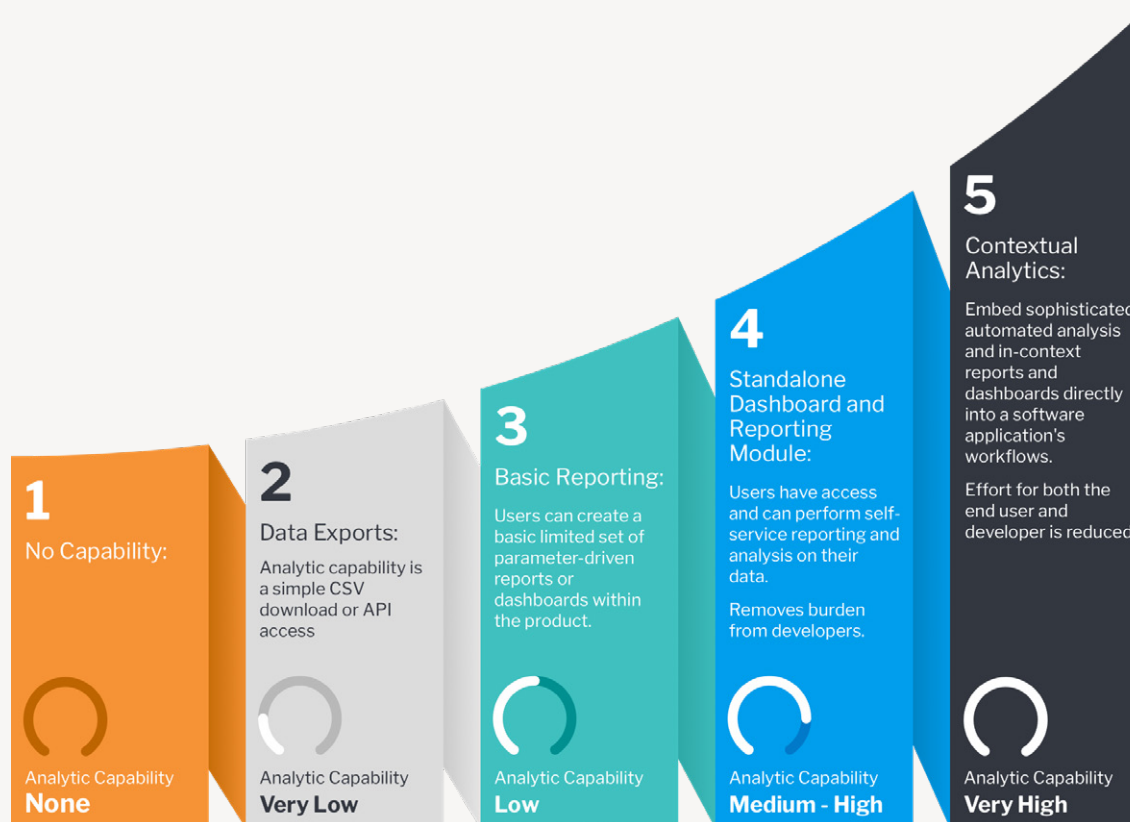 1
No Capability:
Analytic Capability
None
2
Data Exports:
Analytic capability is
a simple CSV
download or API
access
Analytic Capability
Very Low
3
Basic Reporting:
Users can create a
basic limited set of
parameter-driven
reports or
dashboards within
the product.
Analytic Capability
Low
4
Standalone
Dashboard and
Reporting
Module:
Users have access
and can perform self-
service reporting and
analysis on their
data.
Removes burden
from developers.
Analytic Capability
Medium - High
5
Contextual
Analytics:
Embed sophisticated
automated analysis
and in-context
reports and
dashboards directly
into a software
application's
workflows.
Effort for both the
end user and
developer is reduced
Analytic Capability
Very High